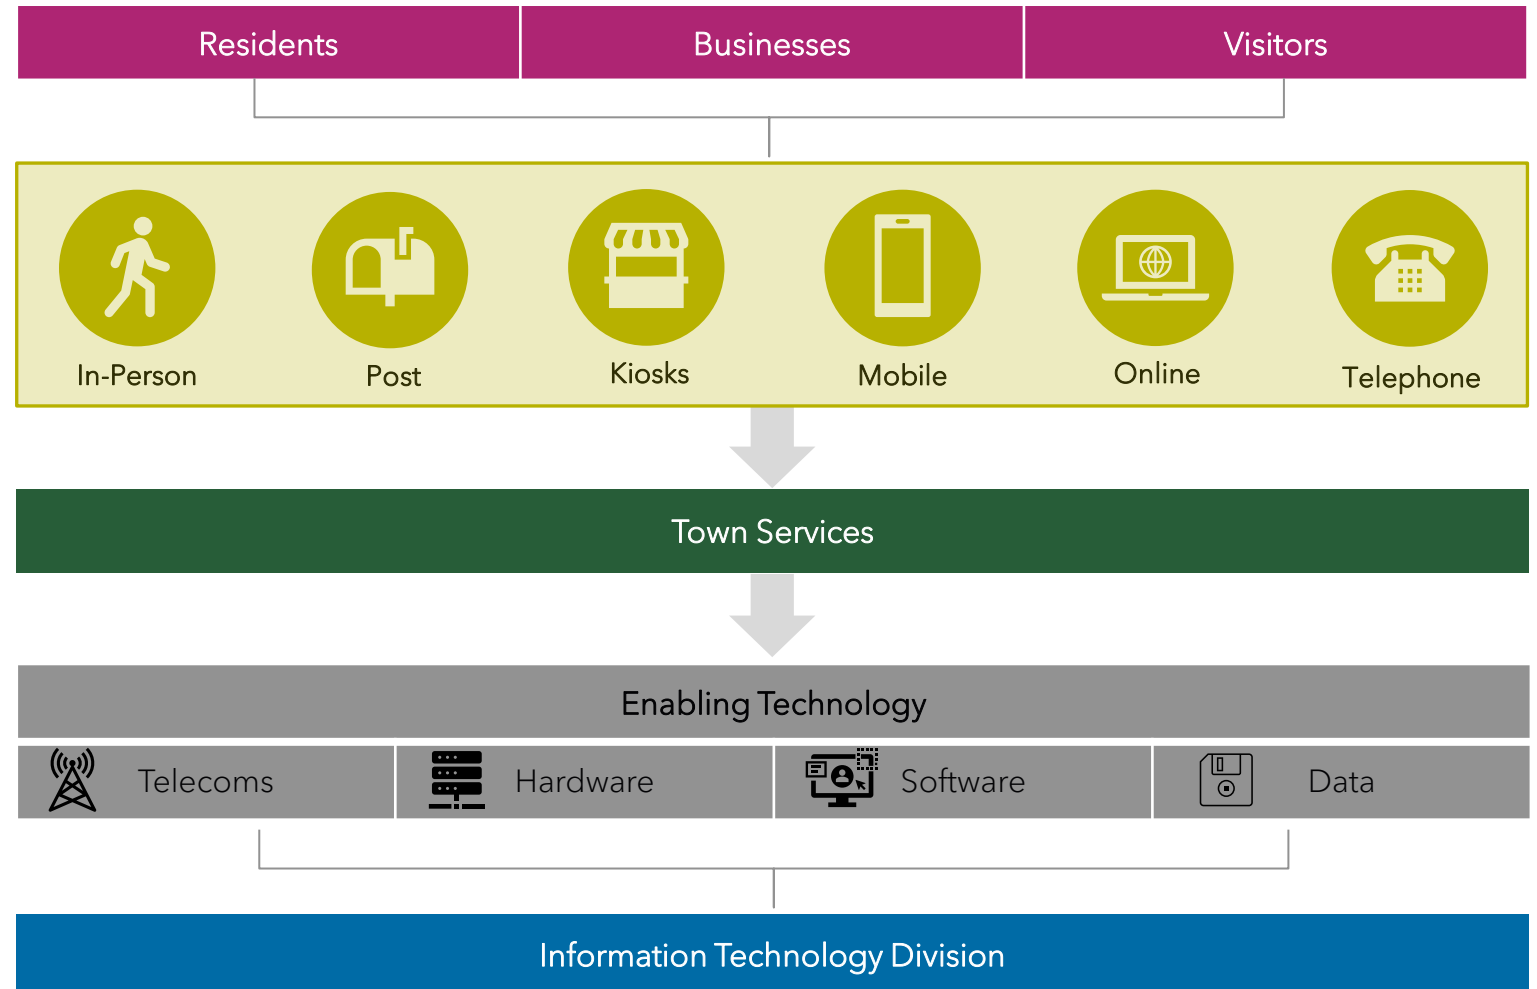 Residents
Businesses
Visitors
In-Person
Post
Kiosks
Mobile
Online
Telephone
Town Services
Enabling Technology
Telecoms
Hardware
Software
Data
Information Technology Division